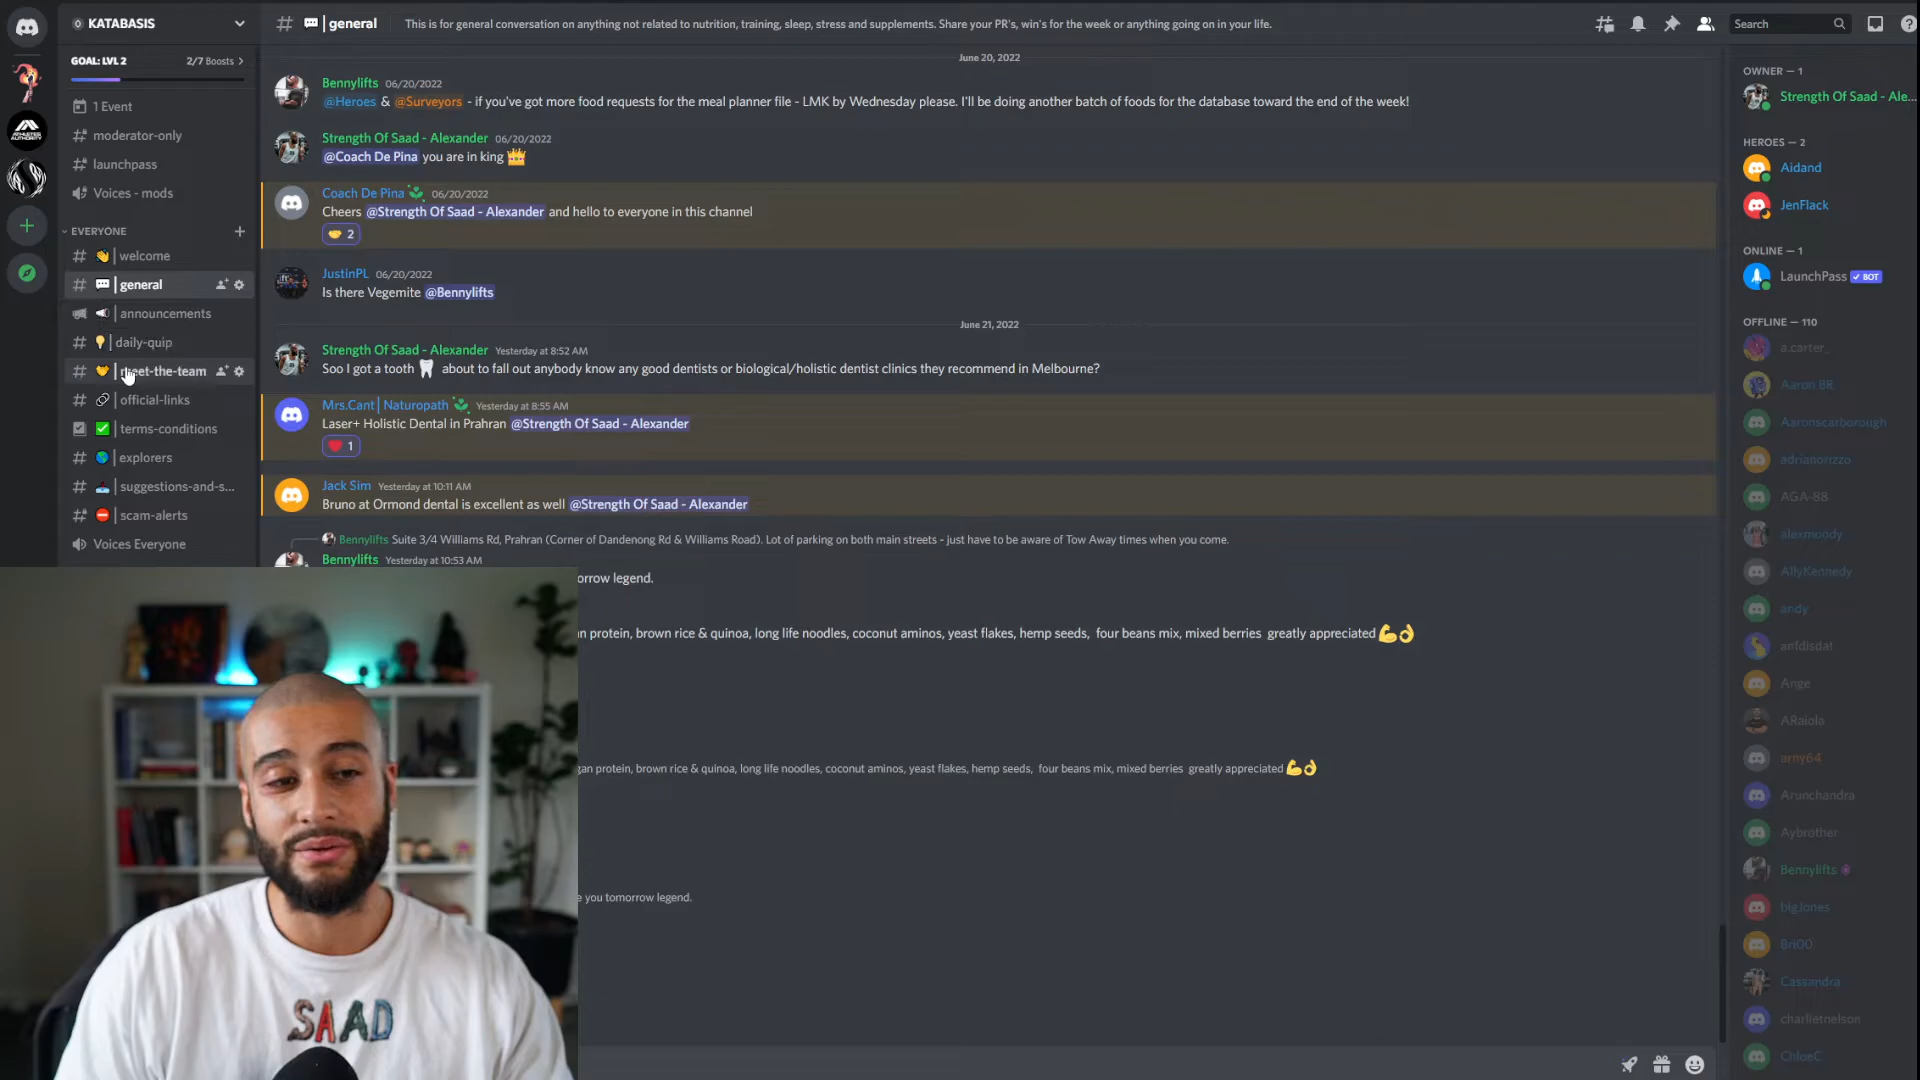 KATABASIS
GOAL: LVL 2 2/7 Boosts
1 Event
moderator-only
launchpass
Voices - mods
EVERYONE
welcome
general
announcements
daily-quip
meet-the-team
official-links
terms-conditions
explorers
suggestions-and-s...
scam-alerts
Voices Everyone
general This is for general conversation on anything not related to nutrition, training, sleep, stress and supplements. Share your PR's, win's for the week or anything going on in your life.
Search
June 20, 2022
Bennylifts 06/20/2022
@Heroes & @Surveyors - if you've got more food requests for the meal planner file - LMK by Wednesday please. I'll be doing another batch of foods for the database toward the end of the week!
Strength Of Saad - Alexander 06/20/2022
@Coach De Pina you are in king
Coach De Pina 06/20/2022
Cheers @Strength Of Saad - Alexander and hello to everyone in this channel
2
JustinPL 06/20/2022
Is there Vegemite @Bennylifts
June 21, 2022
Strength Of Saad - Alexander Yesterday at 8:52 AM
Soo I got a tooth about to fall out anybody know any good dentists or biological/holistic dentist clinics they recommend in Melbourne?
Mrs.Cant | Naturopath Yesterday at 8:55 AM
Laser+ Holistic Dental in Prahran @Strength Of Saad - Alexander
1
Jack Sim Yesterday at 10:11 AM
Bruno at Ormond dental is excellent as well @Strength Of Saad - Alexander
Bennylifts Suite 3/4 Williams Rd, Prahran (Corner of Dandenong Rd & Williams Road). Lot of parking on both main streets - just have to be aware of Tow Away times when you come.
Bennylifts Yesterday at 10:53 AM
orrow legend.
n protein, brown rice & quinoa, long life noodles, coconut aminos, yeast flakes, hemp seeds, four beans mix, mixed berries greatly appreciated
gan protein, brown rice & quinoa, long life noodles, coconut aminos, yeast flakes, hemp seeds, four beans mix, mixed berries greatly appreciated
e you tomorrow legend.
OWNER — 1
Strength Of Saad - Ale...
HEROES — 2
Aidand
JenFlack
ONLINE — 1
LaunchPass BOT
OFFLINE — 110
a.carter_
Aaron BR
Aaronscarborough
adrianorizzo
AGA-88
alexmoody
AllyKennedy
andy
anfdisdat
Ange
ARaiola
arny64
Arunchandra
Aybrother
Bennylifts
bigJones
Bri00
Cassandra
charlietnelson
ChloeC
SAAD